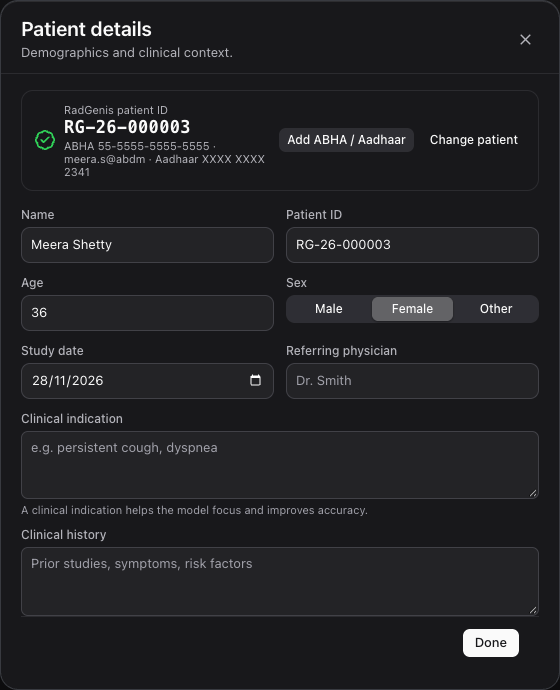 Patient details
Demographics and clinical context.
RadGenis patient ID
RG-26-000003
ABHA 55-5555-5555-5555 ·
meera.s@abdm · Aadhaar XXXX XXXX
2341
Add ABHA / Aadhaar
Change patient
Name
Patient ID
Meera Shetty
RG-26-000003
Age
Sex
36
Male
Female
Other
Study date
Referring physician
28/11/2026
Dr. Smith
Clinical indication
e.g. persistent cough, dyspnea
A clinical indication helps the model focus and improves accuracy.
Clinical history
Prior studies, symptoms, risk factors
Done